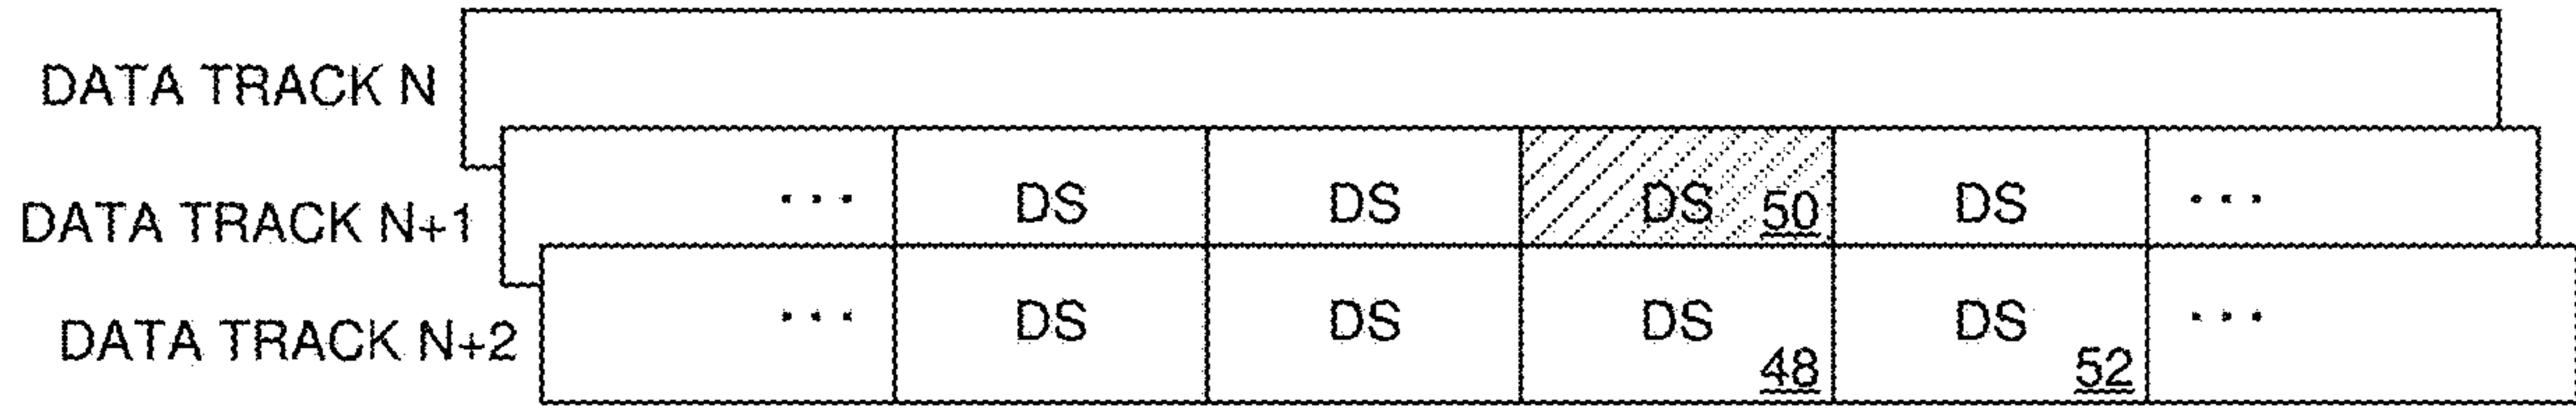 DATA TRACK N
DATA TRACK N+1 ... DS DS DS 50 DS ...
DATA TRACK N+2 ... DS DS DS 48 DS 52 ...